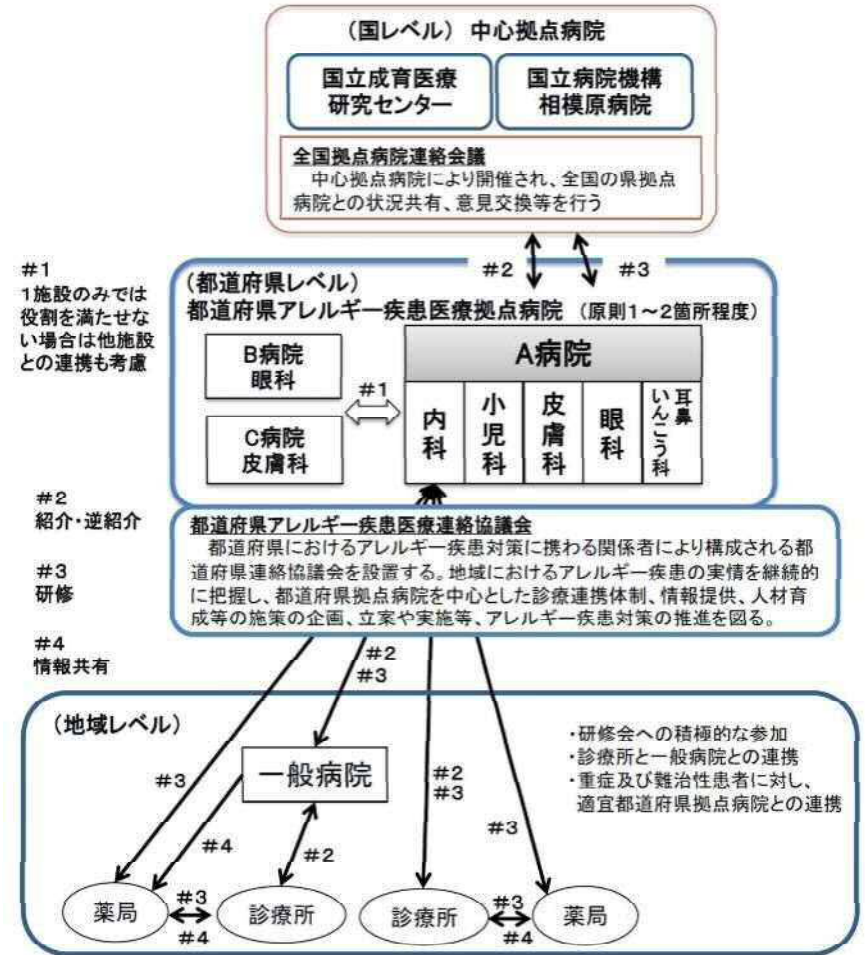 (国レベル) 中心拠点病院
国立成育医療
研究センター
国立病院機構
相模原病院
全国拠点病院連絡会議
中心拠点病院により開催され、全国の県拠点
病院との状況共有、意見交換等を行う
#2
#3
#1
1施設のみでは
役割を満たせな
い場合は他施設
との連携も考慮
(都道府県レベル)
都道府県アレルギー疾患医療拠点病院 (原則1～2箇所程度)
B病院
眼科
C病院
皮膚科
#1
A病院
内科
小児科
皮膚科
眼科
耳鼻
いんこう科
#2
紹介・逆紹介
#3
研修
#4
情報共有
都道府県アレルギー疾患医療連絡協議会
都道府県におけるアレルギー疾患対策に携わる関係者により構成される都
道府県連絡協議会を設置する。地域におけるアレルギー疾患の実情を継続的
に把握し、都道府県拠点病院を中心とした診療連携体制、情報提供、人材育
成等の施策の企画、立案や実施等、アレルギー疾患対策の推進を図る。
#2
#3
(地域レベル)
・研修会への積極的な参加
・診療所と一般病院との連携
・重症及び難治性患者に対し、
適宜都道府県拠点病院との連携
#3
一般病院
#2
#3
#3
#4
#2
薬局
#3
#4
診療所
診療所
#3
#4
薬局